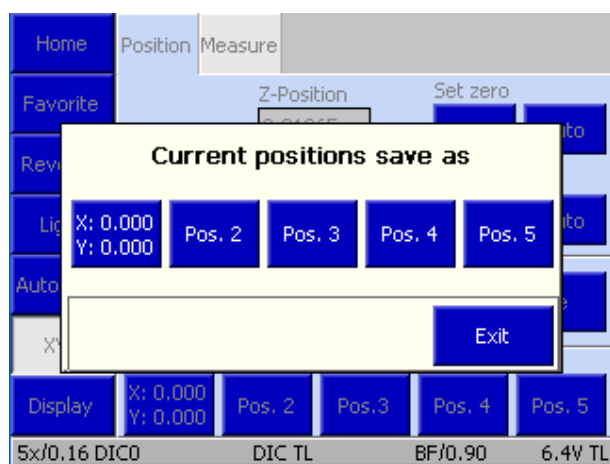 Home
Position
Measure
Favorite
Z-Position
Set zero
Current positions save as
X: 0.000
Y: 0.000
Pos. 2
Pos. 3
Pos. 4
Pos. 5
Exit
Display
X: 0.000
Y: 0.000
Pos. 2
Pos.3
Pos. 4
Pos. 5
5x/0.16 DIC0
DIC TL
BF/0.90
6.4V TL